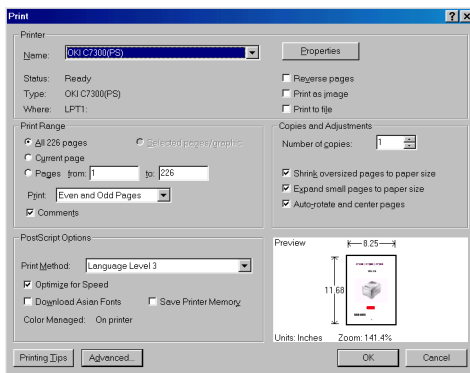 Print
Printer
Name: OKI C7300(PS)
Properties
Status: Ready
Type: OKI C7300(PS)
Where: LPT1:
Reverse pages
Print as image
Print to file
Print Range
All 226 pages
Selected pages/graphic
Current page
Pages from: 1 to: 226
Print: Even and Odd Pages
Comments
Copies and Adjustments
Number of copies: 1
Shrink oversized pages to paper size
Expand small pages to paper size
Auto-rotate and center pages
PostScript Options
Print Method: Language Level 3
Optimize for Speed
Download Asian Fonts
Save Printer Memory
Color Managed: On printer
Preview
8.25
11.68
Units: Inches Zoom: 141.4%
Printing Tips
Advanced...
OK
Cancel